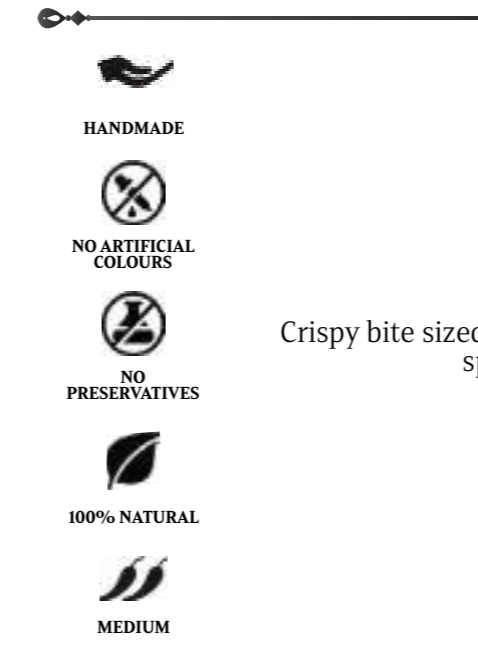 HANDMADE
NO ARTIFICIAL
COLOURS
NO
PRESERVATIVES
Crispy bite sized
100% NATURAL
MEDIUM